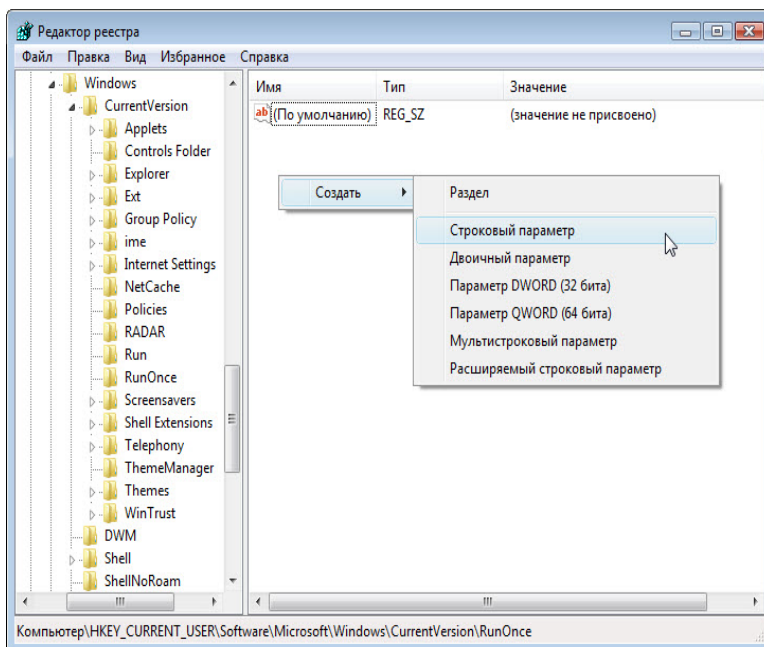 Редактор реестра
Файл Правка Вид Избранное Справка
Windows
CurrentVersion
Applets
Controls Folder
Explorer
Ext
Group Policy
ime
Internet Settings
NetCache
Policies
RADAR
Run
RunOnce
Screensavers
Shell Extensions
Telephony
ThemeManager
Themes
WinTrust
DWM
Shell
ShellNoRoam
Имя Тип Значение
ab (По умолчанию) REG_SZ (значение не присвоено)
Создать
Раздел
Строковый параметр
Двоичный параметр
Параметр DWORD (32 бита)
Параметр QWORD (64 бита)
Мультистроковый параметр
Расширяемый строковый параметр
Компьютер\HKEY_CURRENT_USER\Software\Microsoft\Windows\CurrentVersion\RunOnce